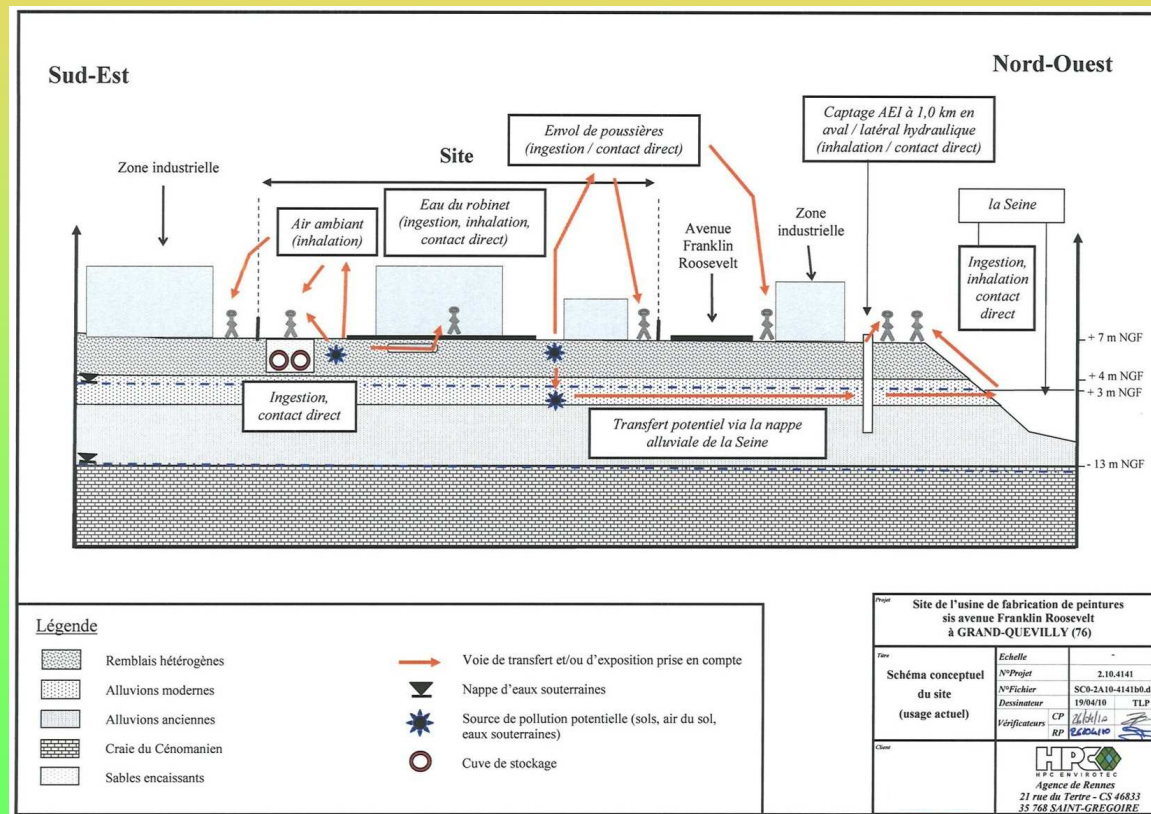 Sud-Est
Nord-Ouest
Zone industrielle
Site
Air ambiant
(inhalation)
Eau du robinet
(ingestion, inhalation,
contact direct)
Envol de poussières
(ingestion / contact direct)
Avenue
Franklin
Roosevelt
Zone
industrielle
Captage AEI à 1,0 km en
aval / latéral hydraulique
(inhalation / contact direct)
la Seine
Ingestion,
inhalation
contact
direct
+ 7 m NGF
+ 4 m NGF
+ 3 m NGF
- 13 m NGF
Ingestion,
contact direct
Transfert potentiel via la nappe
alluviale de la Seine
Légende
Remblais hétérogènes
Alluvions modernes
Alluvions anciennes
Craie du Cénomanien
Sables encaissants
Voie de transfert et/ou d'exposition prise en compte
Nappe d'eaux souterraines
Source de pollution potentielle (sols, air du sol,
eaux souterraines)
Cuve de stockage
Projet
Site de l'usine de fabrication de peintures
sis avenue Franklin Roosevelt
à GRAND-QUEVILLY (76)
Titre
Schéma conceptuel
du site
(usage actuel)
Echelle -
N°Projet 2.10.4141
N°Fichier SC0-2A10-4141b0.d
Dessinateur 19/04/10 TLP
Vérificateurs
CP
RP 26/04/10
Client
HPC
HPC ENVIROTEC
Agence de Rennes
21 rue du Tertre - CS 46833
35 768 SAINT-GREGOIRE